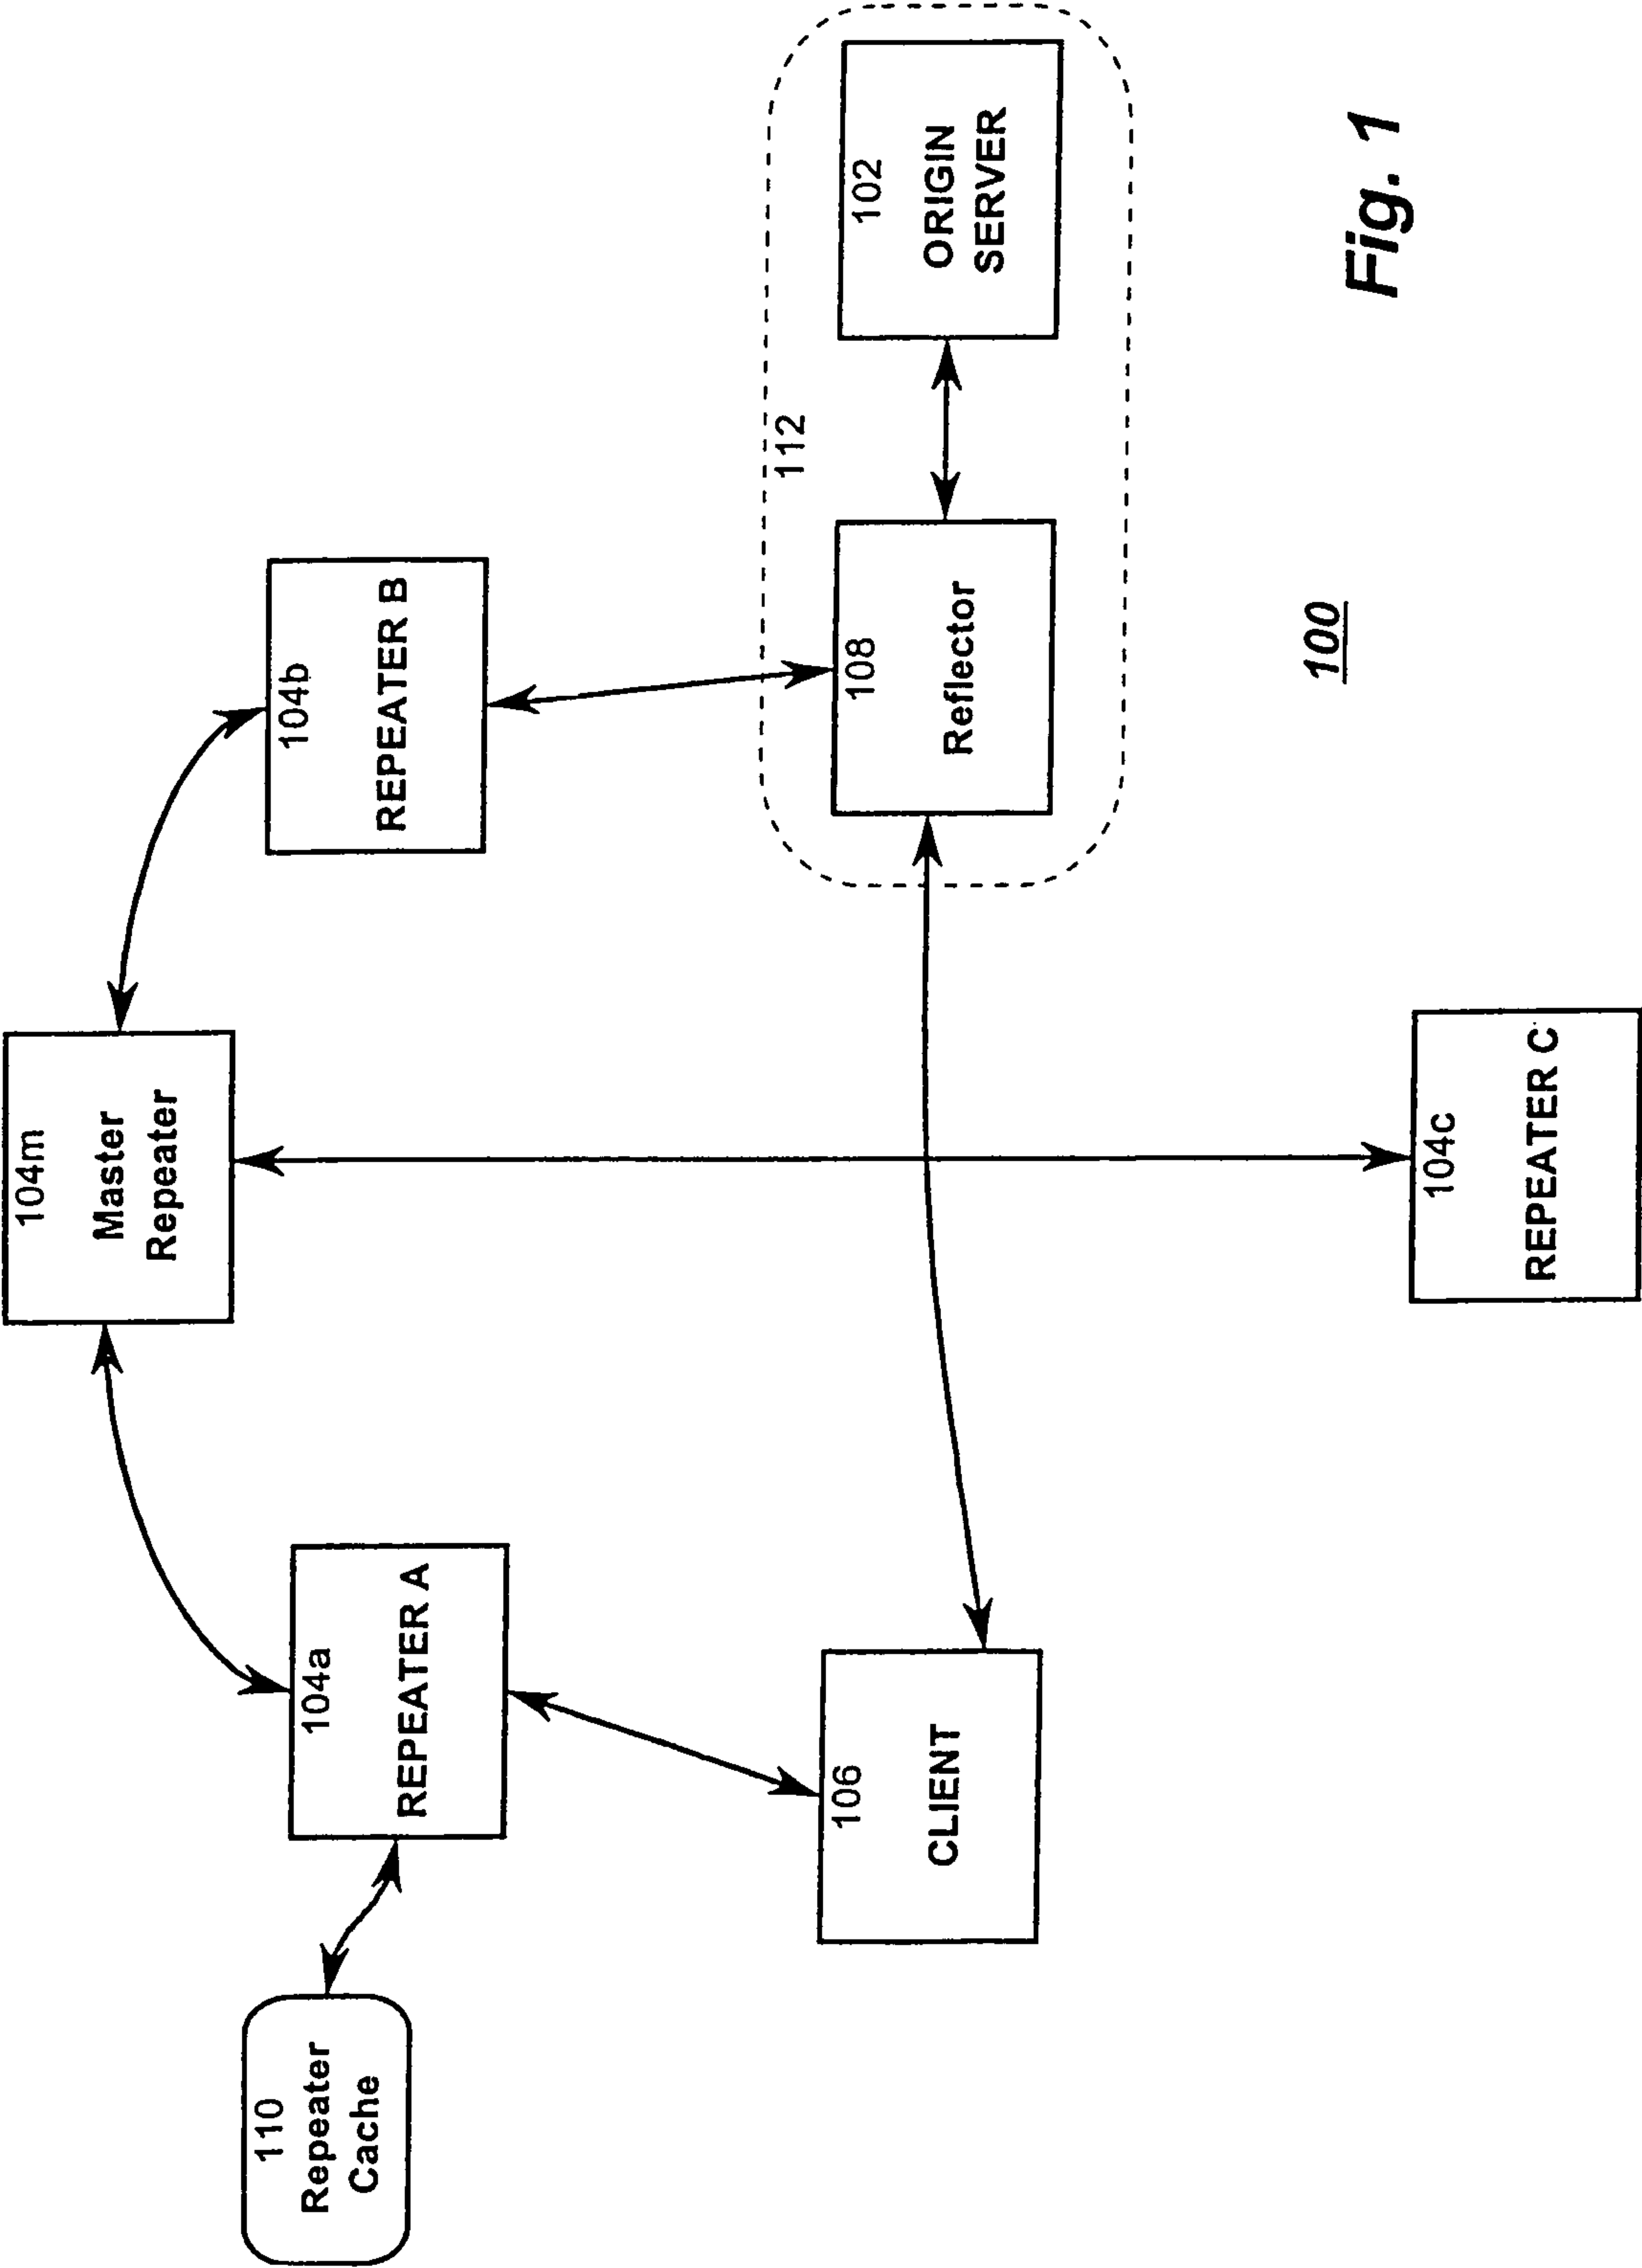 104m
Master
Repeater
110
Repeater
Cache
104a
REPEATER A
104b
REPEATER B
106
CLIENT
112
108
Reflector
102
ORIGIN
SERVER
104c
REPEATER C
100
Fig. 1